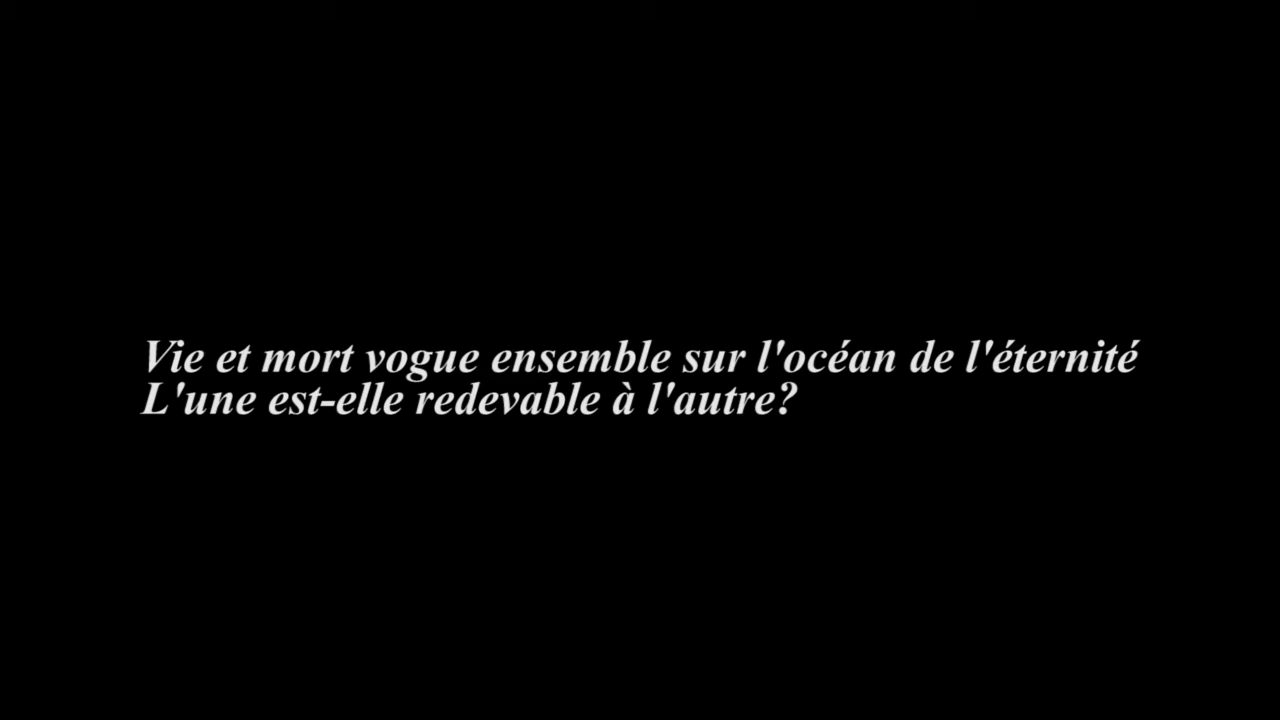 Vie et mort vogue ensemble sur l'océan de l'éternité
L'une est-elle redevable à l'autre?